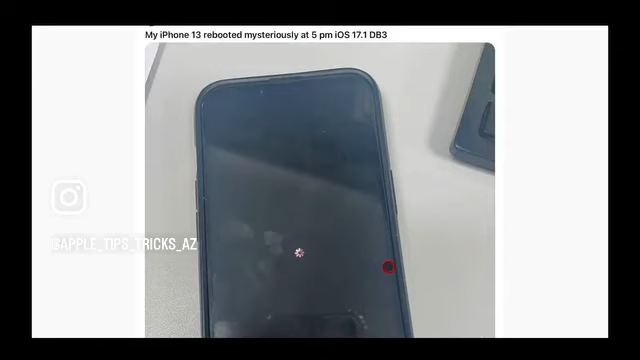 My iPhone 13 rebooted mysteriously at 5 pm iOS 17.1 DB3
@APPLE_TIPS_TRICKS_AZ